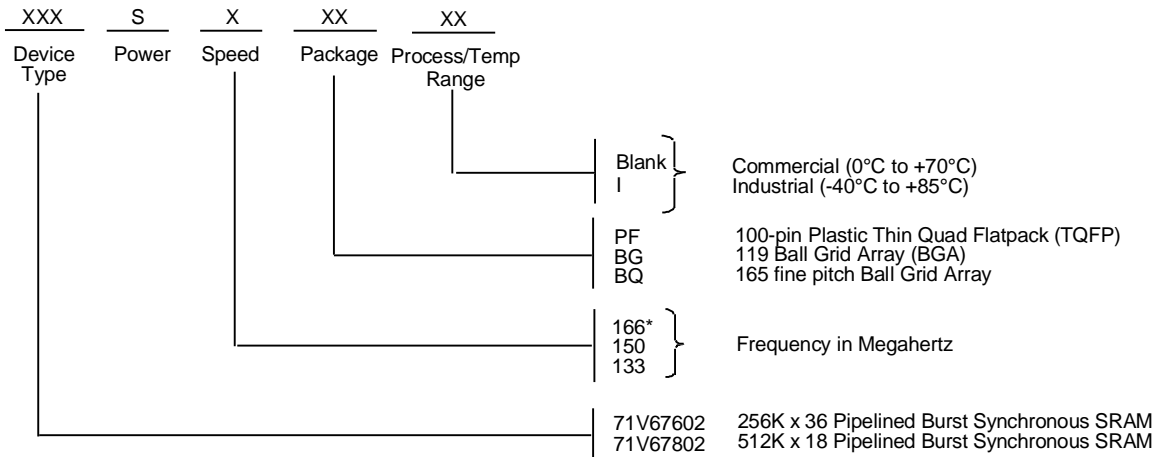 XXX S X XX XX
Device Type Power Speed Package Process/Temp Range
Blank Commercial (0°C to +70°C)
I Industrial (-40°C to +85°C)
PF 100-pin Plastic Thin Quad Flatpack (TQFP)
BG 119 Ball Grid Array (BGA)
BQ 165 fine pitch Ball Grid Array
166*
150 Frequency in Megahertz
133
71V67602 256K x 36 Pipelined Burst Synchronous SRAM
71V67802 512K x 18 Pipelined Burst Synchronous SRAM